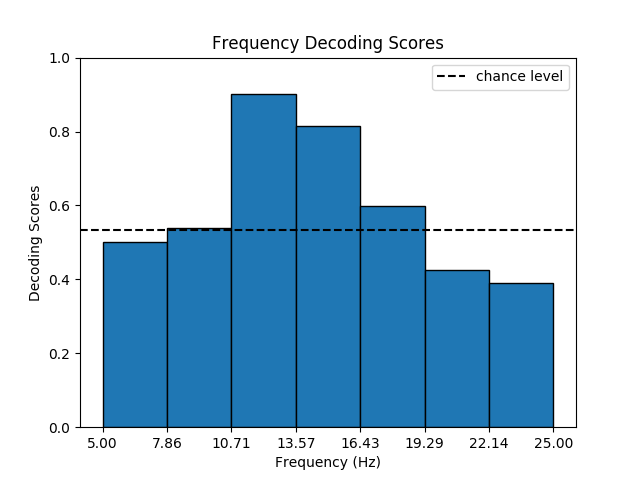 Frequency Decoding Scores
chance level
Decoding Scores
1.0
0.8
0.6
0.4
0.2
0.0
5.00 7.86 10.71 13.57 16.43 19.29 22.14 25.00
Frequency (Hz)